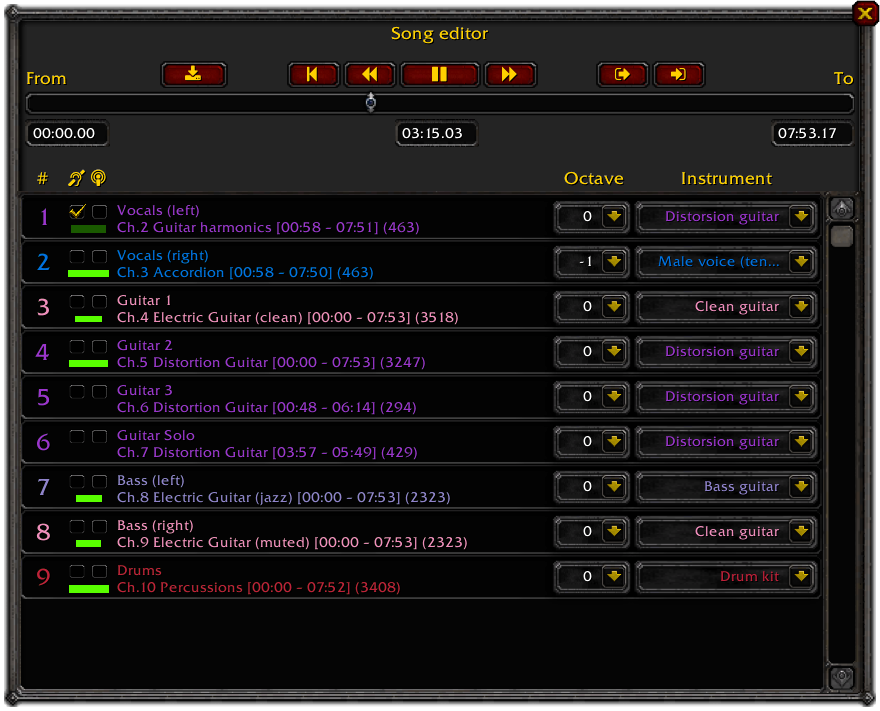 Song editor
From
To
00:00.00
03:15.03
07:53.17
# Octave Instrument
1 Vocals (left) 0 Distorsion guitar
Ch.2 Guitar harmonics [00:58 - 07:51] (463)
2 Vocals (right) -1 Male voice (ten...
Ch.3 Accordion [00:58 - 07:50] (463)
3 Guitar 1 0 Clean guitar
Ch.4 Electric Guitar (clean) [00:00 - 07:53] (3518)
4 Guitar 2 0 Distorsion guitar
Ch.5 Distortion Guitar [00:00 - 07:53] (3247)
5 Guitar 3 0 Distorsion guitar
Ch.6 Distortion Guitar [00:48 - 06:14] (294)
6 Guitar Solo 0 Distorsion guitar
Ch.7 Distortion Guitar [03:57 - 05:49] (429)
7 Bass (left) 0 Bass guitar
Ch.8 Electric Guitar (jazz) [00:00 - 07:53] (2323)
8 Bass (right) 0 Clean guitar
Ch.9 Electric Guitar (muted) [00:00 - 07:53] (2323)
9 Drums 0 Drum kit
Ch.10 Percussions [00:00 - 07:52] (3408)